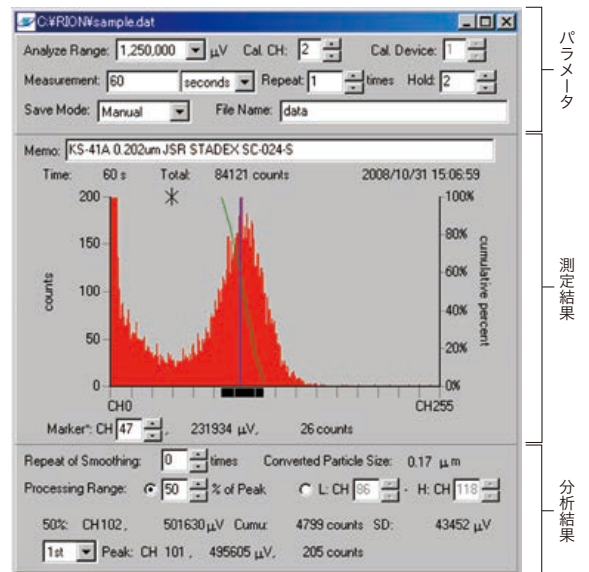 C:¥RION¥sample.dat
Analyze Range: 1,250,000 μV Cal. CH: 2 Cal. Device: 1
Measurement: 60 seconds Repeat: 1 times Hold: 2
Save Mode: Manual File Name: data
パラメータ
Memo: KS-41A 0.202um JSR STADEX SC-024-S
Time: 60 s Total: 84121 counts 2008/10/31 15:06:59
200
150
100
50
0
counts
100%
80%
60%
40%
20%
0%
cumulative percent
CH0 CH255
Marker*: CH 47 , 231934 μV, 26 counts
測定結果
Repeat of Smoothing: 0 times Converted Particle Size: 0.17 μm
Processing Range: 50 % of Peak L: CH 86 - H: CH 118
50%: CH102, 501630μV Cumu: 4799 counts SD: 43452 μV
1st Peak: CH 101 , 495605 μV, 205 counts
分析結果